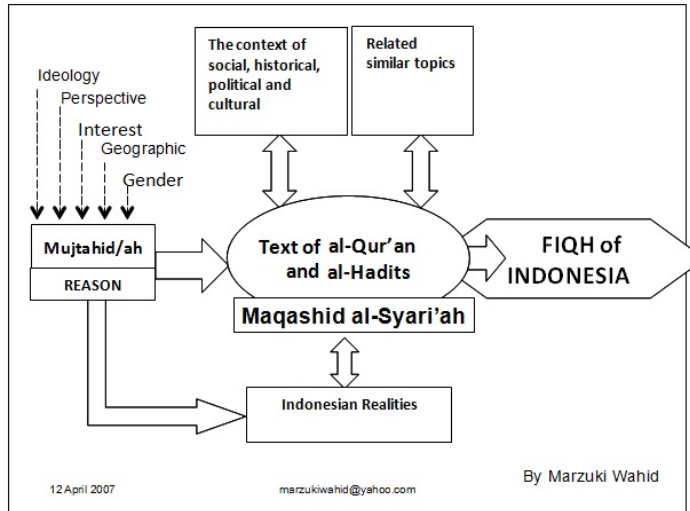 Ideology
Perspective
Interest
Geographic
Gender
The context of
social, historical,
political and
cultural
Related
similar topics
Mujtahid/ah
REASON
Text of al-Qur'an
and al-Hadits
Maqashid al-Syari'ah
FIQH of
INDONESIA
Indonesian Realities
12 April 2007
marzukiwahid@yahoo.com
By Marzuki Wahid